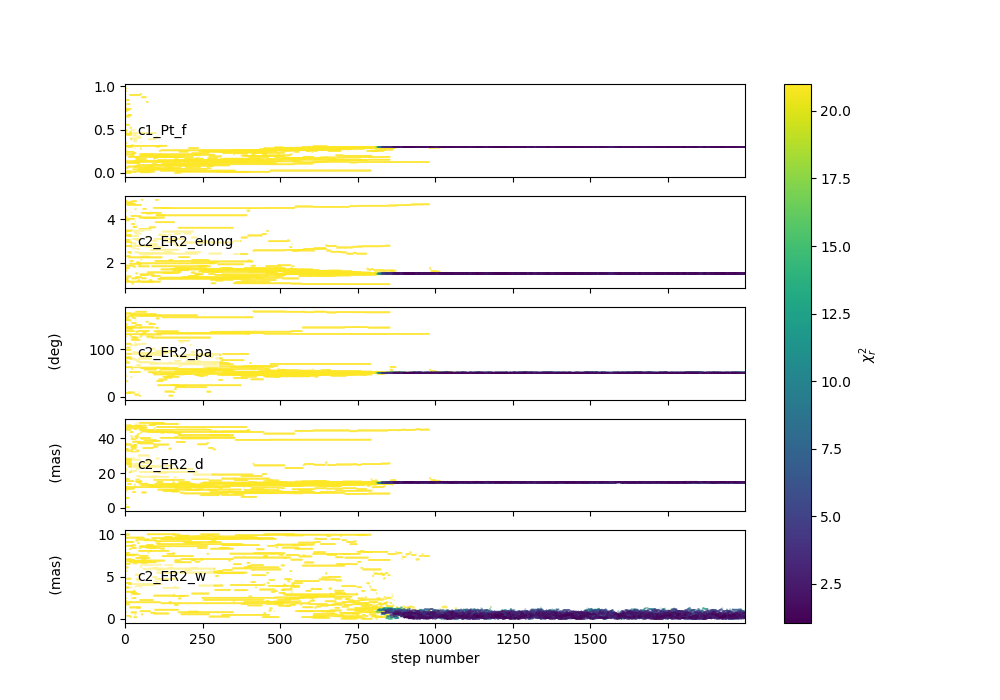 1.0
0.5
0.0
c1_Pt_f
4
2
c2_ER2_elong
(deg)
100
0
c2_ER2_pa
(mas)
40
20
0
c2_ER2_d
(mas)
10
5
0
c2_ER2_w
0 250 500 750 1000 1250 1500 1750
step number
20.0
17.5
15.0
12.5
10.0
7.5
5.0
2.5
χ²ᵣ